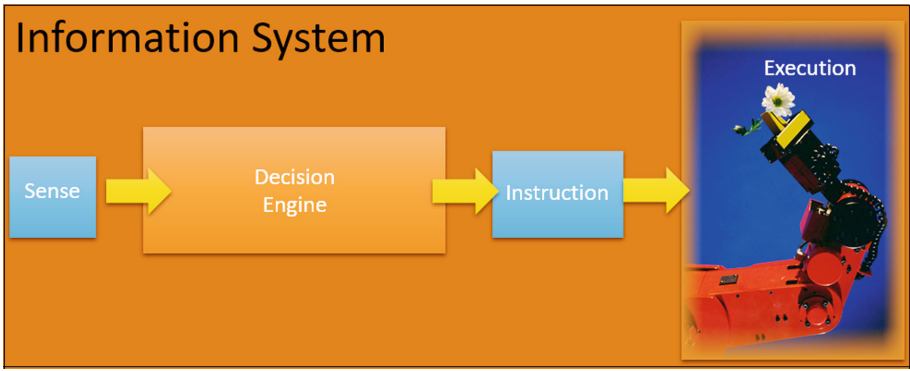 Information System
Execution
Sense
Decision
Engine
Instruction